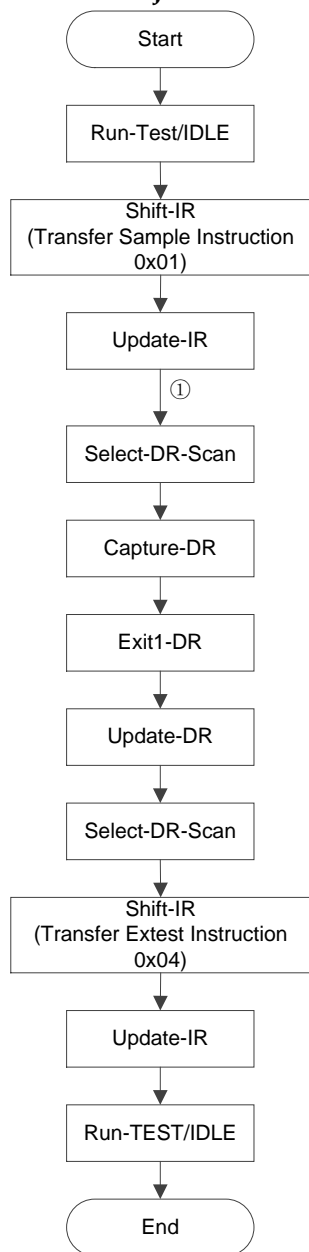 Start
Run-Test/IDLE
Shift-IR
(Transfer Sample Instruction
0x01)
Update-IR
①
Select-DR-Scan
Capture-DR
Exit1-DR
Update-DR
Select-DR-Scan
Shift-IR
(Transfer Extest Instruction
0x04)
Update-IR
Run-TEST/IDLE
End